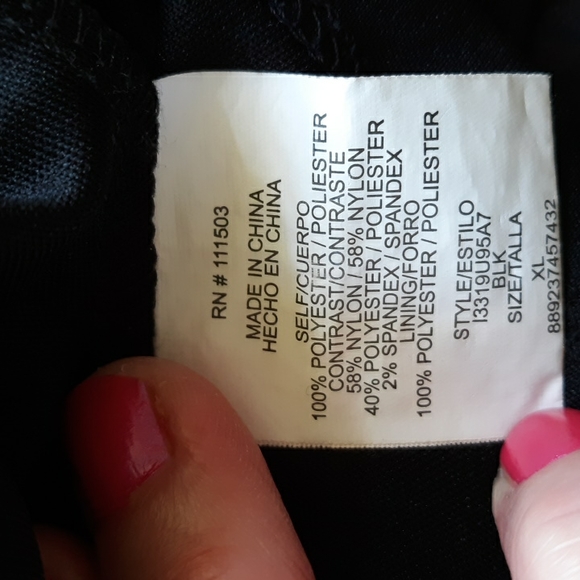 RN # 111503
MADE IN CHINA
HECHO EN CHINA
SELF/CUERPO
100% POLYESTER / POLIESTER
CONTRAST/CONTRASTE
58% NYLON / 58% NYLON
40% POLYESTER / POLIESTER
2% SPANDEX / SPANDEX
LINING/FORRO
100% POLYESTER / POLIESTER
STYLE/ESTILO
I3319U95A7
BLK
SIZE/TALLA
XL
889237457432